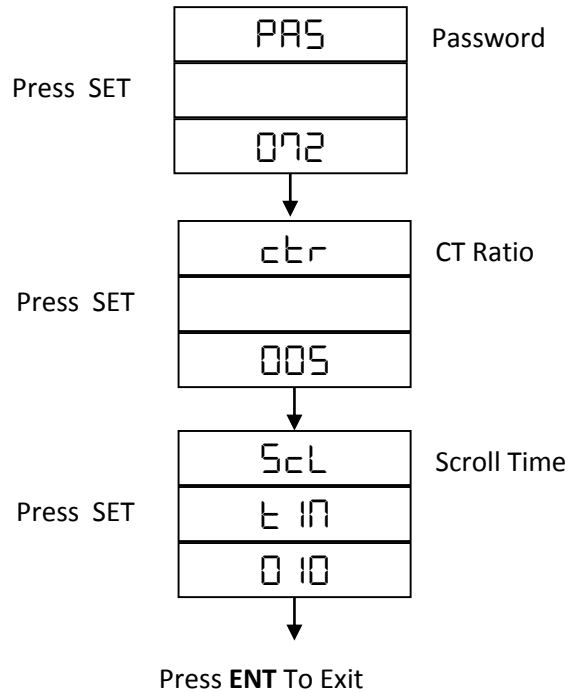 PAS Password
Press SET
072
ctr CT Ratio
Press SET
005
ScL Scroll Time
Press SET t IN
0 10
Press ENT To Exit